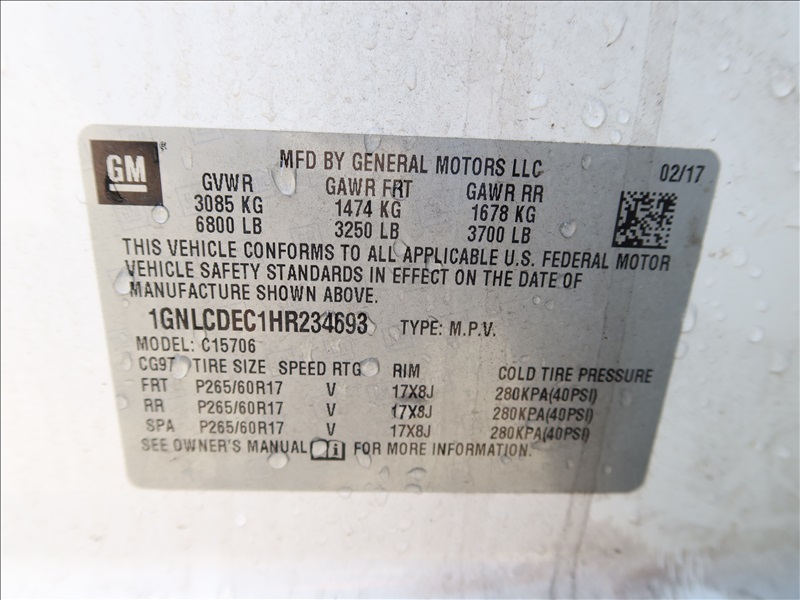 GM
MFD BY GENERAL MOTORS LLC 02/17
GVWR GAWR FRT GAWR RR
3085 KG 1474 KG 1678 KG
6800 LB 3250 LB 3700 LB
THIS VEHICLE CONFORMS TO ALL APPLICABLE U.S. FEDERAL MOTOR
VEHICLE SAFETY STANDARDS IN EFFECT ON THE DATE OF
MANUFACTURE SHOWN ABOVE.
1GNLCDEC1HR234693 TYPE: M.P.V.
MODEL: C15706
CG97 TIRE SIZE SPEED RTG RIM COLD TIRE PRESSURE
FRT P265/60R17 V 17X8J 280KPA(40PSI)
RR P265/60R17 V 17X8J 280KPA(40PSI)
SPA P265/60R17 V 17X8J 280KPA(40PSI)
SEE OWNER'S MANUAL i FOR MORE INFORMATION.